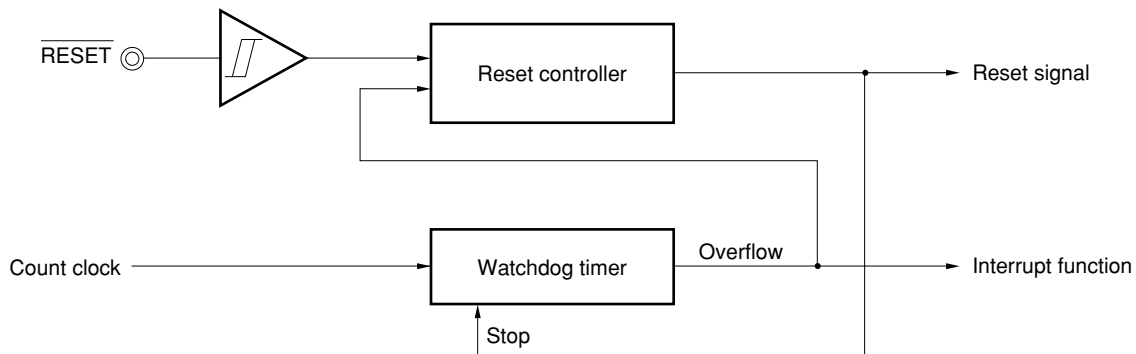 RESET
Reset controller
Reset signal
Count clock
Watchdog timer
Overflow
Interrupt function
Stop